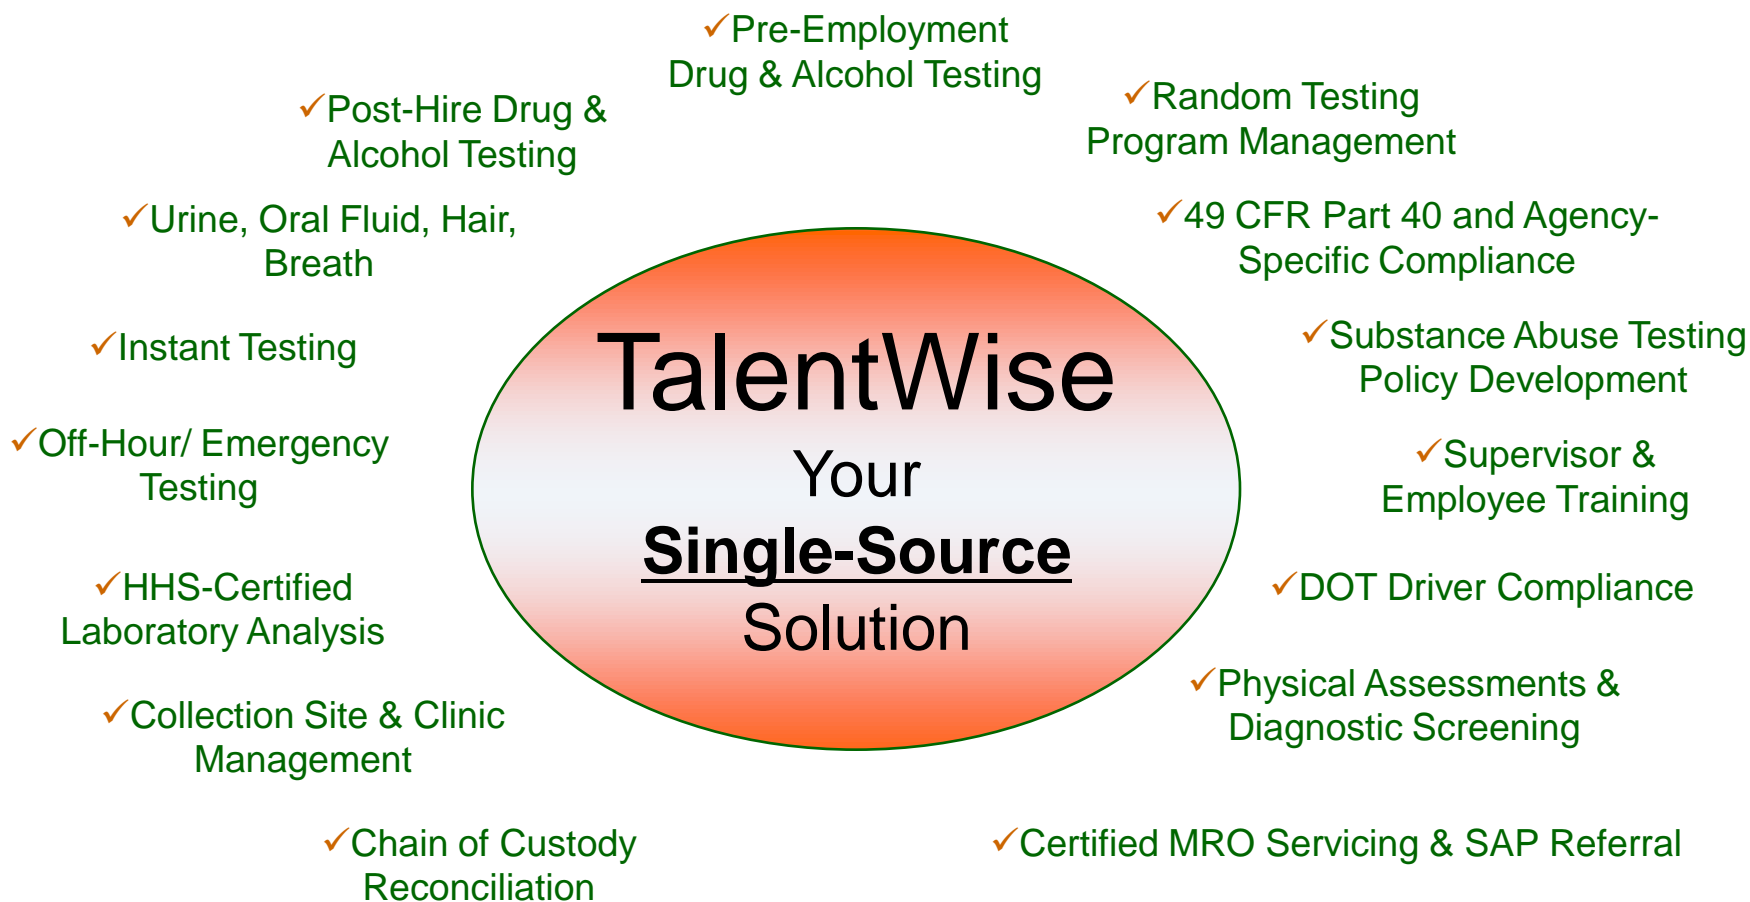 ✓Pre-Employment
Drug & Alcohol Testing
✓Post-Hire Drug &
Alcohol Testing
✓Random Testing
Program Management
✓Urine, Oral Fluid, Hair,
Breath
✓49 CFR Part 40 and Agency-
Specific Compliance
✓Instant Testing
✓Substance Abuse Testing
Policy Development
✓Off-Hour/ Emergency
Testing
✓Supervisor &
Employee Training
TalentWise
Your
Single-Source
Solution
✓HHS-Certified
Laboratory Analysis
✓DOT Driver Compliance
✓Collection Site & Clinic
Management
✓Physical Assessments &
Diagnostic Screening
✓Chain of Custody
Reconciliation
✓Certified MRO Servicing & SAP Referral